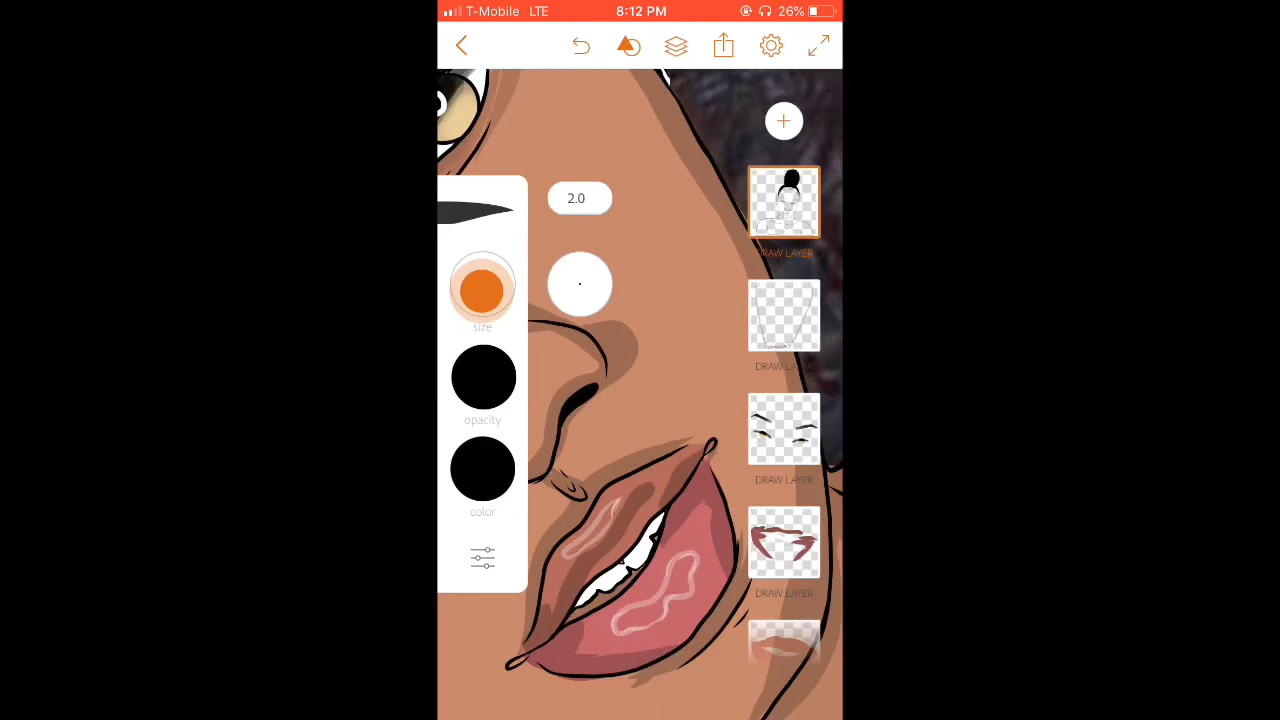 T-Mobile LTE 8:12 PM 26%
2.0
size
opacity
color
DRAW LAYER
DRAW LAYER
DRAW LAYER
DRAW LAYER